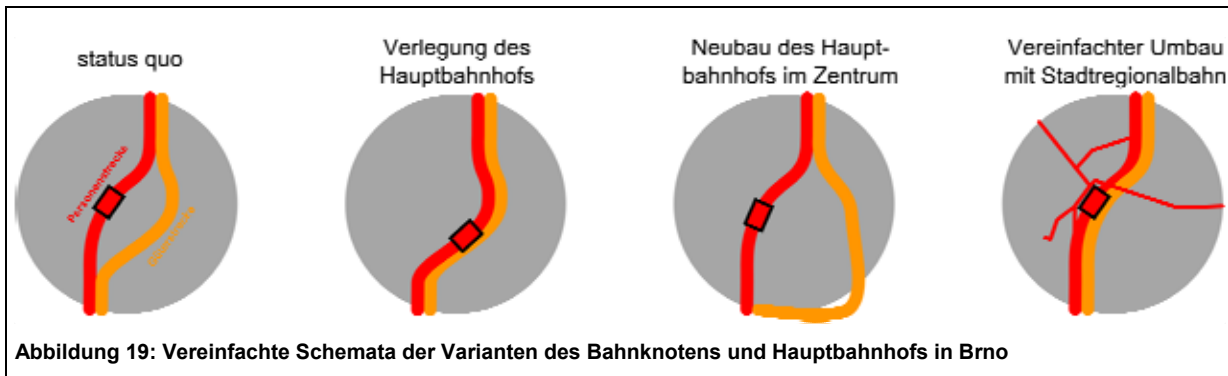 status quo
Verlegung des
Hauptbahnhofs
Neubau des Haupt-
bahnhofs im Zentrum
Vereinfachter Umbau
mit Stadtregionalbahn
Personenstrecke
Abbildung 19: Vereinfachte Schemata der Varianten des Bahnknotens und Hauptbahnhofs in Brno